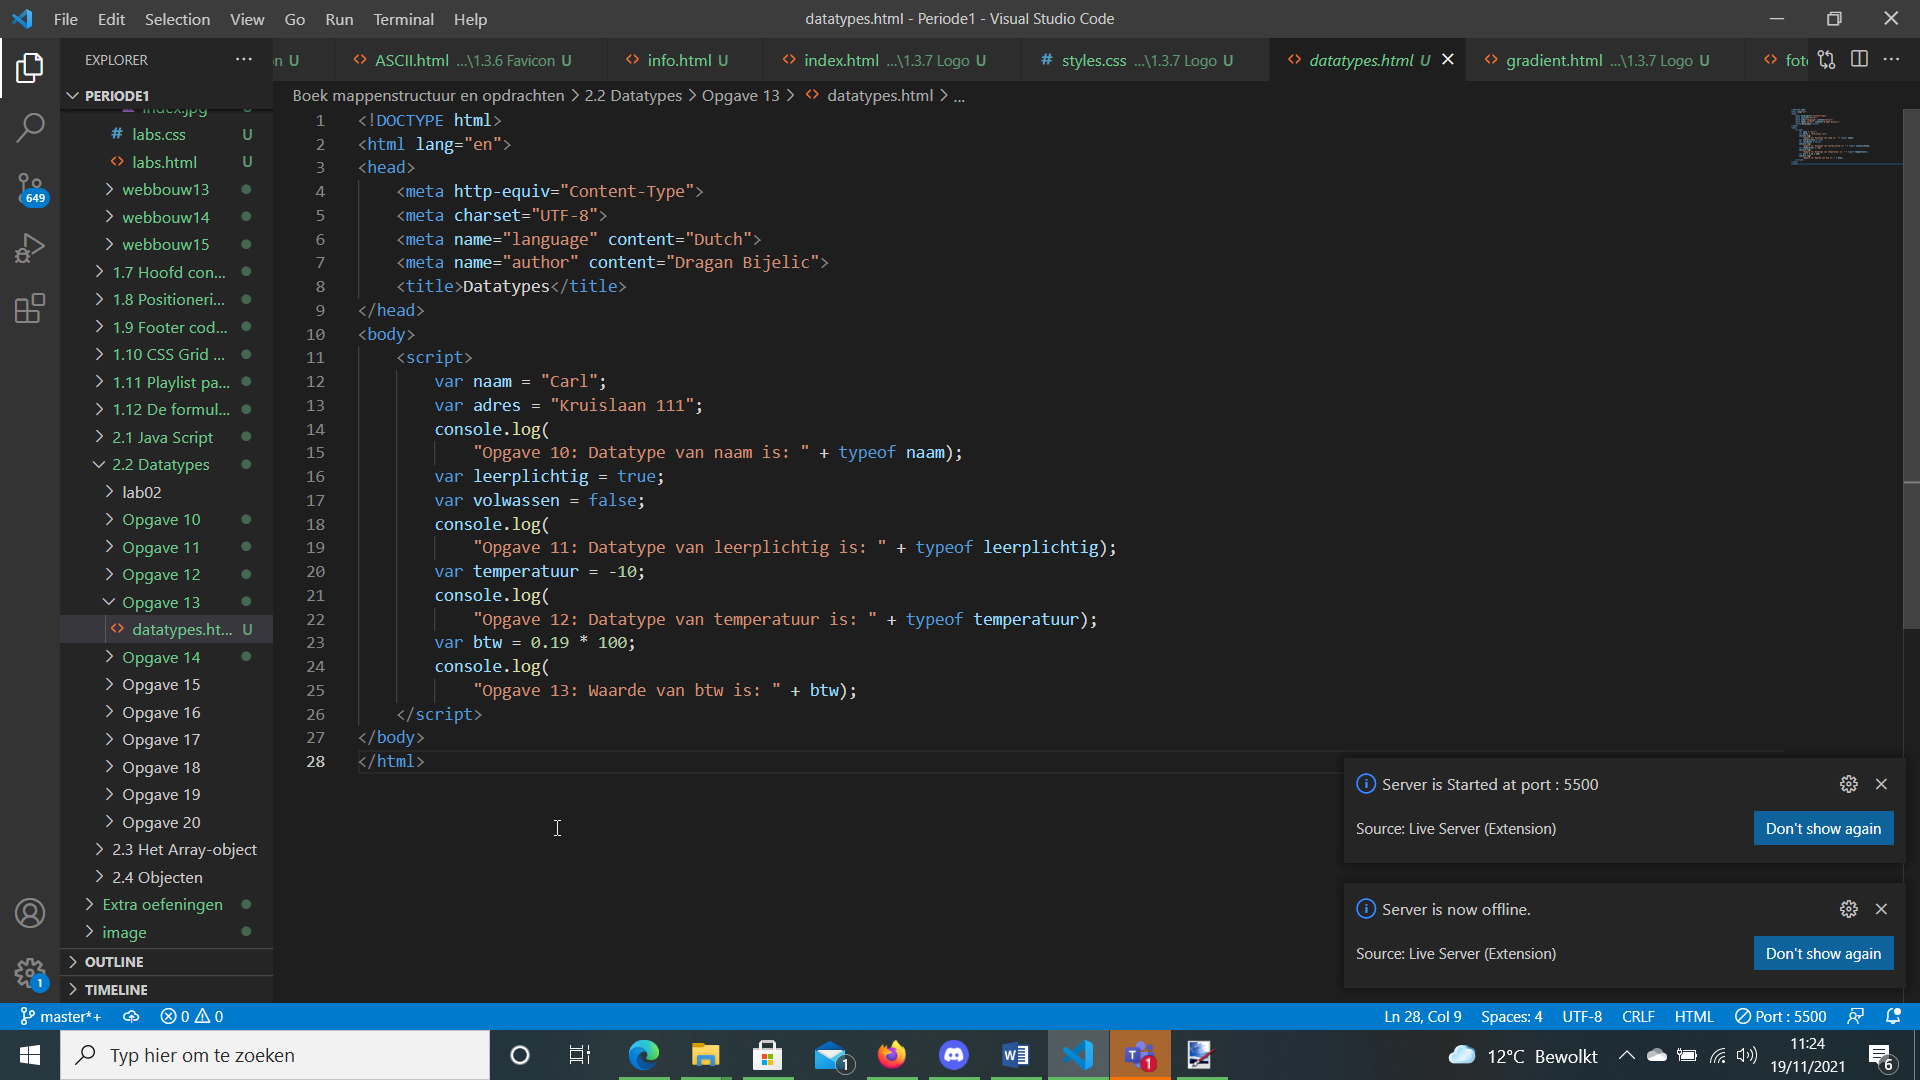 File Edit Selection View Go Run Terminal Help
datatypes.html - Periode1 - Visual Studio Code
EXPLORER
U
ASCII.html ...\1.3.6 Favicon U
info.html U
index.html ...\1.3.7 Logo U
# styles.css ...\1.3.7 Logo U
datatypes.html U
gradient.html ...\1.3.7 Logo U
Boek mappenstructuur en opdrachten > 2.2 Datatypes > Opgave 13 > datatypes.html > ...
PERIODE1
index.jpg
# labs.css U
labs.html U
webbouw13
webbouw14
webbouw15
1.7 Hoofd con...
1.8 Positioneri...
1.9 Footer cod...
1.10 CSS Grid ...
1.11 Playlist pa...
1.12 De formul...
2.1 Java Script
2.2 Datatypes
lab02
Opgave 10
Opgave 11
Opgave 12
Opgave 13
datatypes.ht... U
Opgave 14
Opgave 15
Opgave 16
Opgave 17
Opgave 18
Opgave 19
Opgave 20
2.3 Het Array-object
2.4 Objecten
Extra oefeningen
image
OUTLINE
TIMELINE
649
1
1 <!DOCTYPE html>
2 <html lang="en">
3 <head>
4 <meta http-equiv="Content-Type">
5 <meta charset="UTF-8">
6 <meta name="language" content="Dutch">
7 <meta name="author" content="Dragan Bijelic">
8 <title>Datatypes</title>
9 </head>
10 <body>
11 <script>
12 var naam = "Carl";
13 var adres = "Kruislaan 111";
14 console.log(
15 "Opgave 10: Datatype van naam is: " + typeof naam);
16 var leerplichtig = true;
17 var volwassen = false;
18 console.log(
19 "Opgave 11: Datatype van leerplichtig is: " + typeof leerplichtig);
20 var temperatuur = -10;
21 console.log(
22 "Opgave 12: Datatype van temperatuur is: " + typeof temperatuur);
23 var btw = 0.19 * 100;
24 console.log(
25 "Opgave 13: Waarde van btw is: " + btw);
26 </script>
27 </body>
28 </html>
Server is Started at port : 5500
Source: Live Server (Extension)
Don't show again
Server is now offline.
Source: Live Server (Extension)
Don't show again
master*+ 0 0
Ln 28, Col 9 Spaces: 4 UTF-8 CRLF HTML Port : 5500
Typ hier om te zoeken
1
1
12°C Bewolkt
11:24
19/11/2021
6